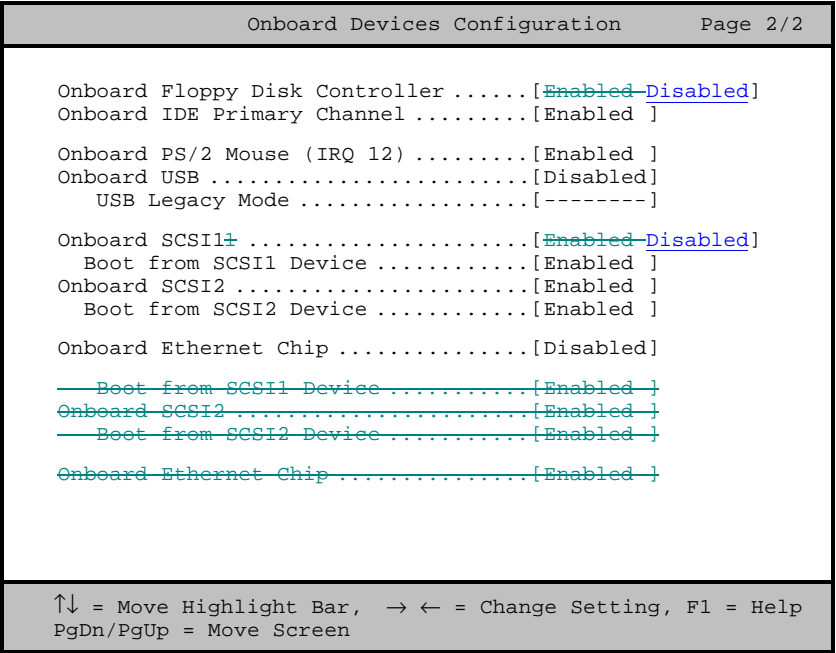 Onboard Devices Configuration Page 2/2
Onboard Floppy Disk Controller ......[Enabled Disabled]
Onboard IDE Primary Channel .........[Enabled ]
Onboard PS/2 Mouse (IRQ 12) .........[Enabled ]
Onboard USB .........................[Disabled]
USB Legacy Mode ..................[--------]
Onboard SCSI11 ......................[Enabled Disabled]
Boot from SCSI1 Device ............[Enabled ]
Onboard SCSI2 .......................[Enabled ]
Boot from SCSI2 Device ............[Enabled ]
Onboard Ethernet Chip ...............[Disabled]
Boot from SCSI1 Device ...........[Enabled ]
Onboard SCSI2 .......................[Enabled ]
Boot from SCSI2 Device ...........[Enabled ]
Onboard Ethernet Chip ...............[Enabled ]
↑↓ = Move Highlight Bar, → ← = Change Setting, F1 = Help
PgDn/PgUp = Move Screen